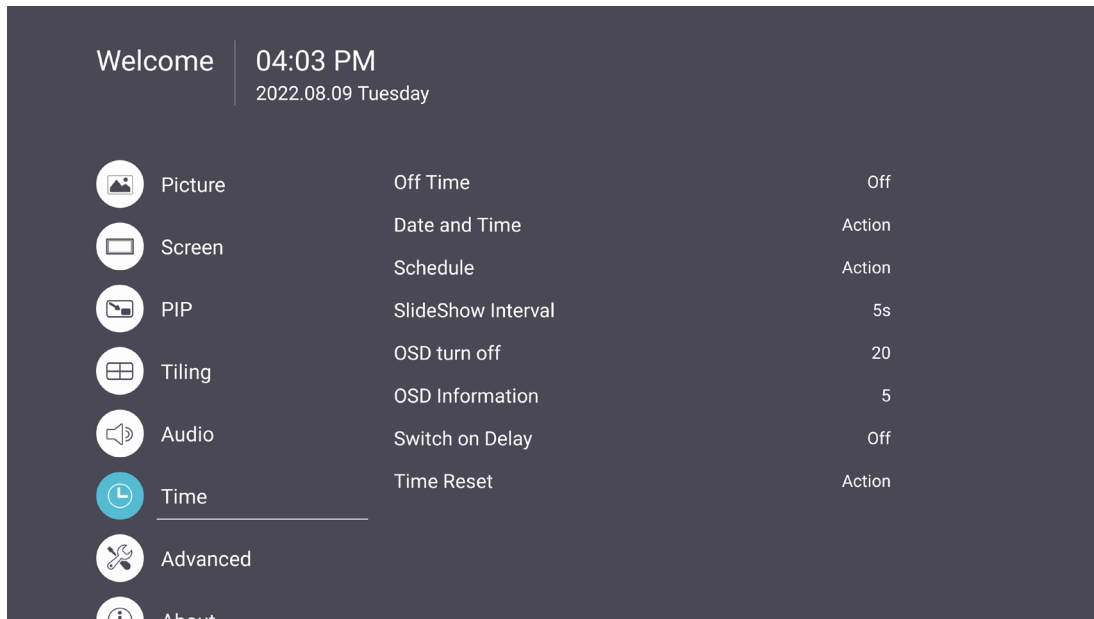 Welcome
04:03 PM
2022.08.09 Tuesday
Picture
Screen
PIP
Tiling
Audio
Time
Advanced
About
Off Time Off
Date and Time Action
Schedule Action
SlideShow Interval 5s
OSD turn off 20
OSD Information 5
Switch on Delay Off
Time Reset Action